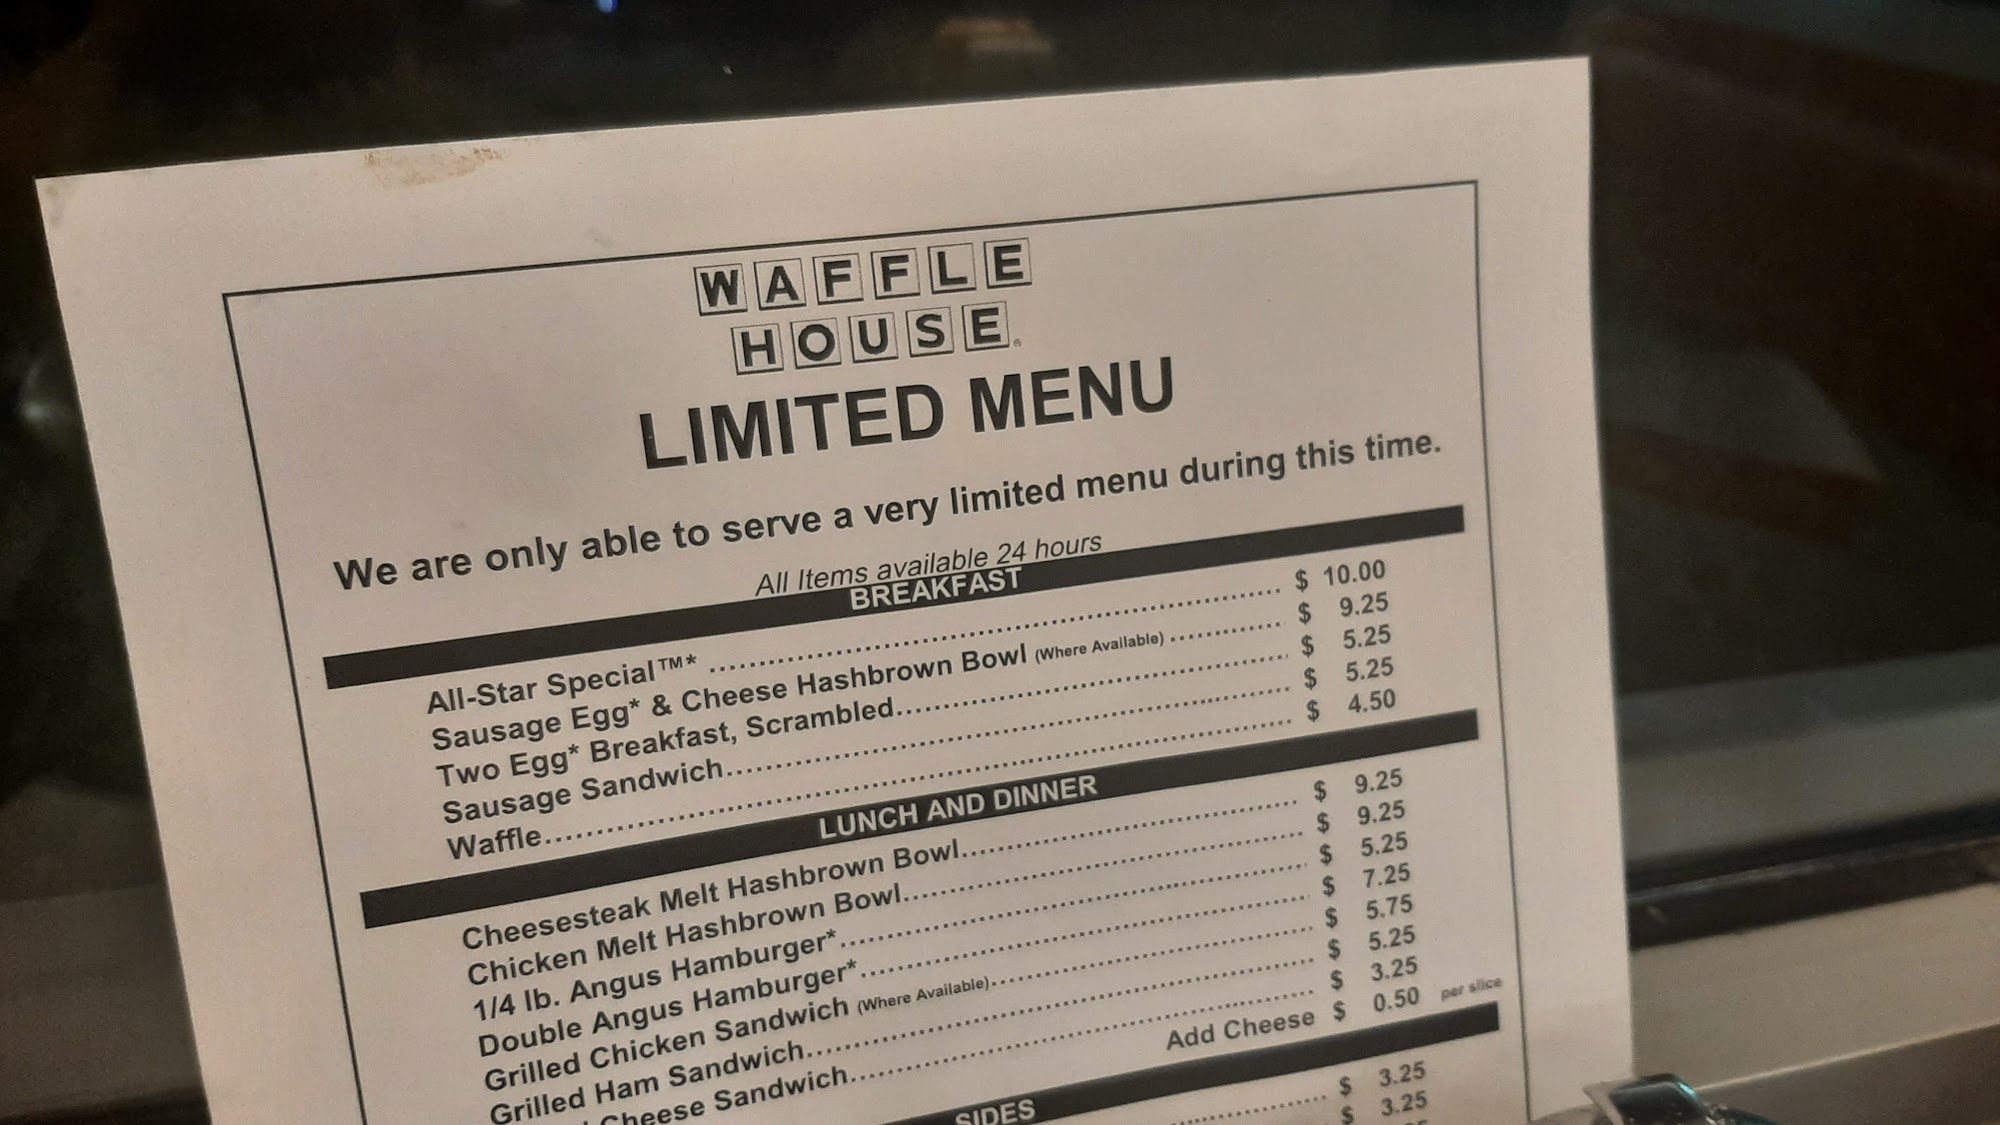 WAFFLE
HOUSE®
LIMITED MENU
We are only able to serve a very limited menu during this time.
All Items available 24 hours
BREAKFAST
All-Star Special™* ........ $ 10.00
Sausage Egg* & Cheese Hashbrown Bowl (Where Available) ........ $ 9.25
Two Egg* Breakfast, Scrambled........ $ 5.25
Sausage Sandwich........ $ 5.25
Waffle........ $ 4.50
LUNCH AND DINNER
Cheesesteak Melt Hashbrown Bowl........ $ 9.25
Chicken Melt Hashbrown Bowl........ $ 9.25
1/4 lb. Angus Hamburger*........ $ 5.25
Double Angus Hamburger*........ $ 7.25
Grilled Chicken Sandwich (Where Available)........ $ 5.75
Grilled Ham Sandwich........ $ 5.25
Cheese Sandwich........ $ 3.25
Add Cheese $ 0.50 per slice
SIDES
$ 3.25
$ 3.25